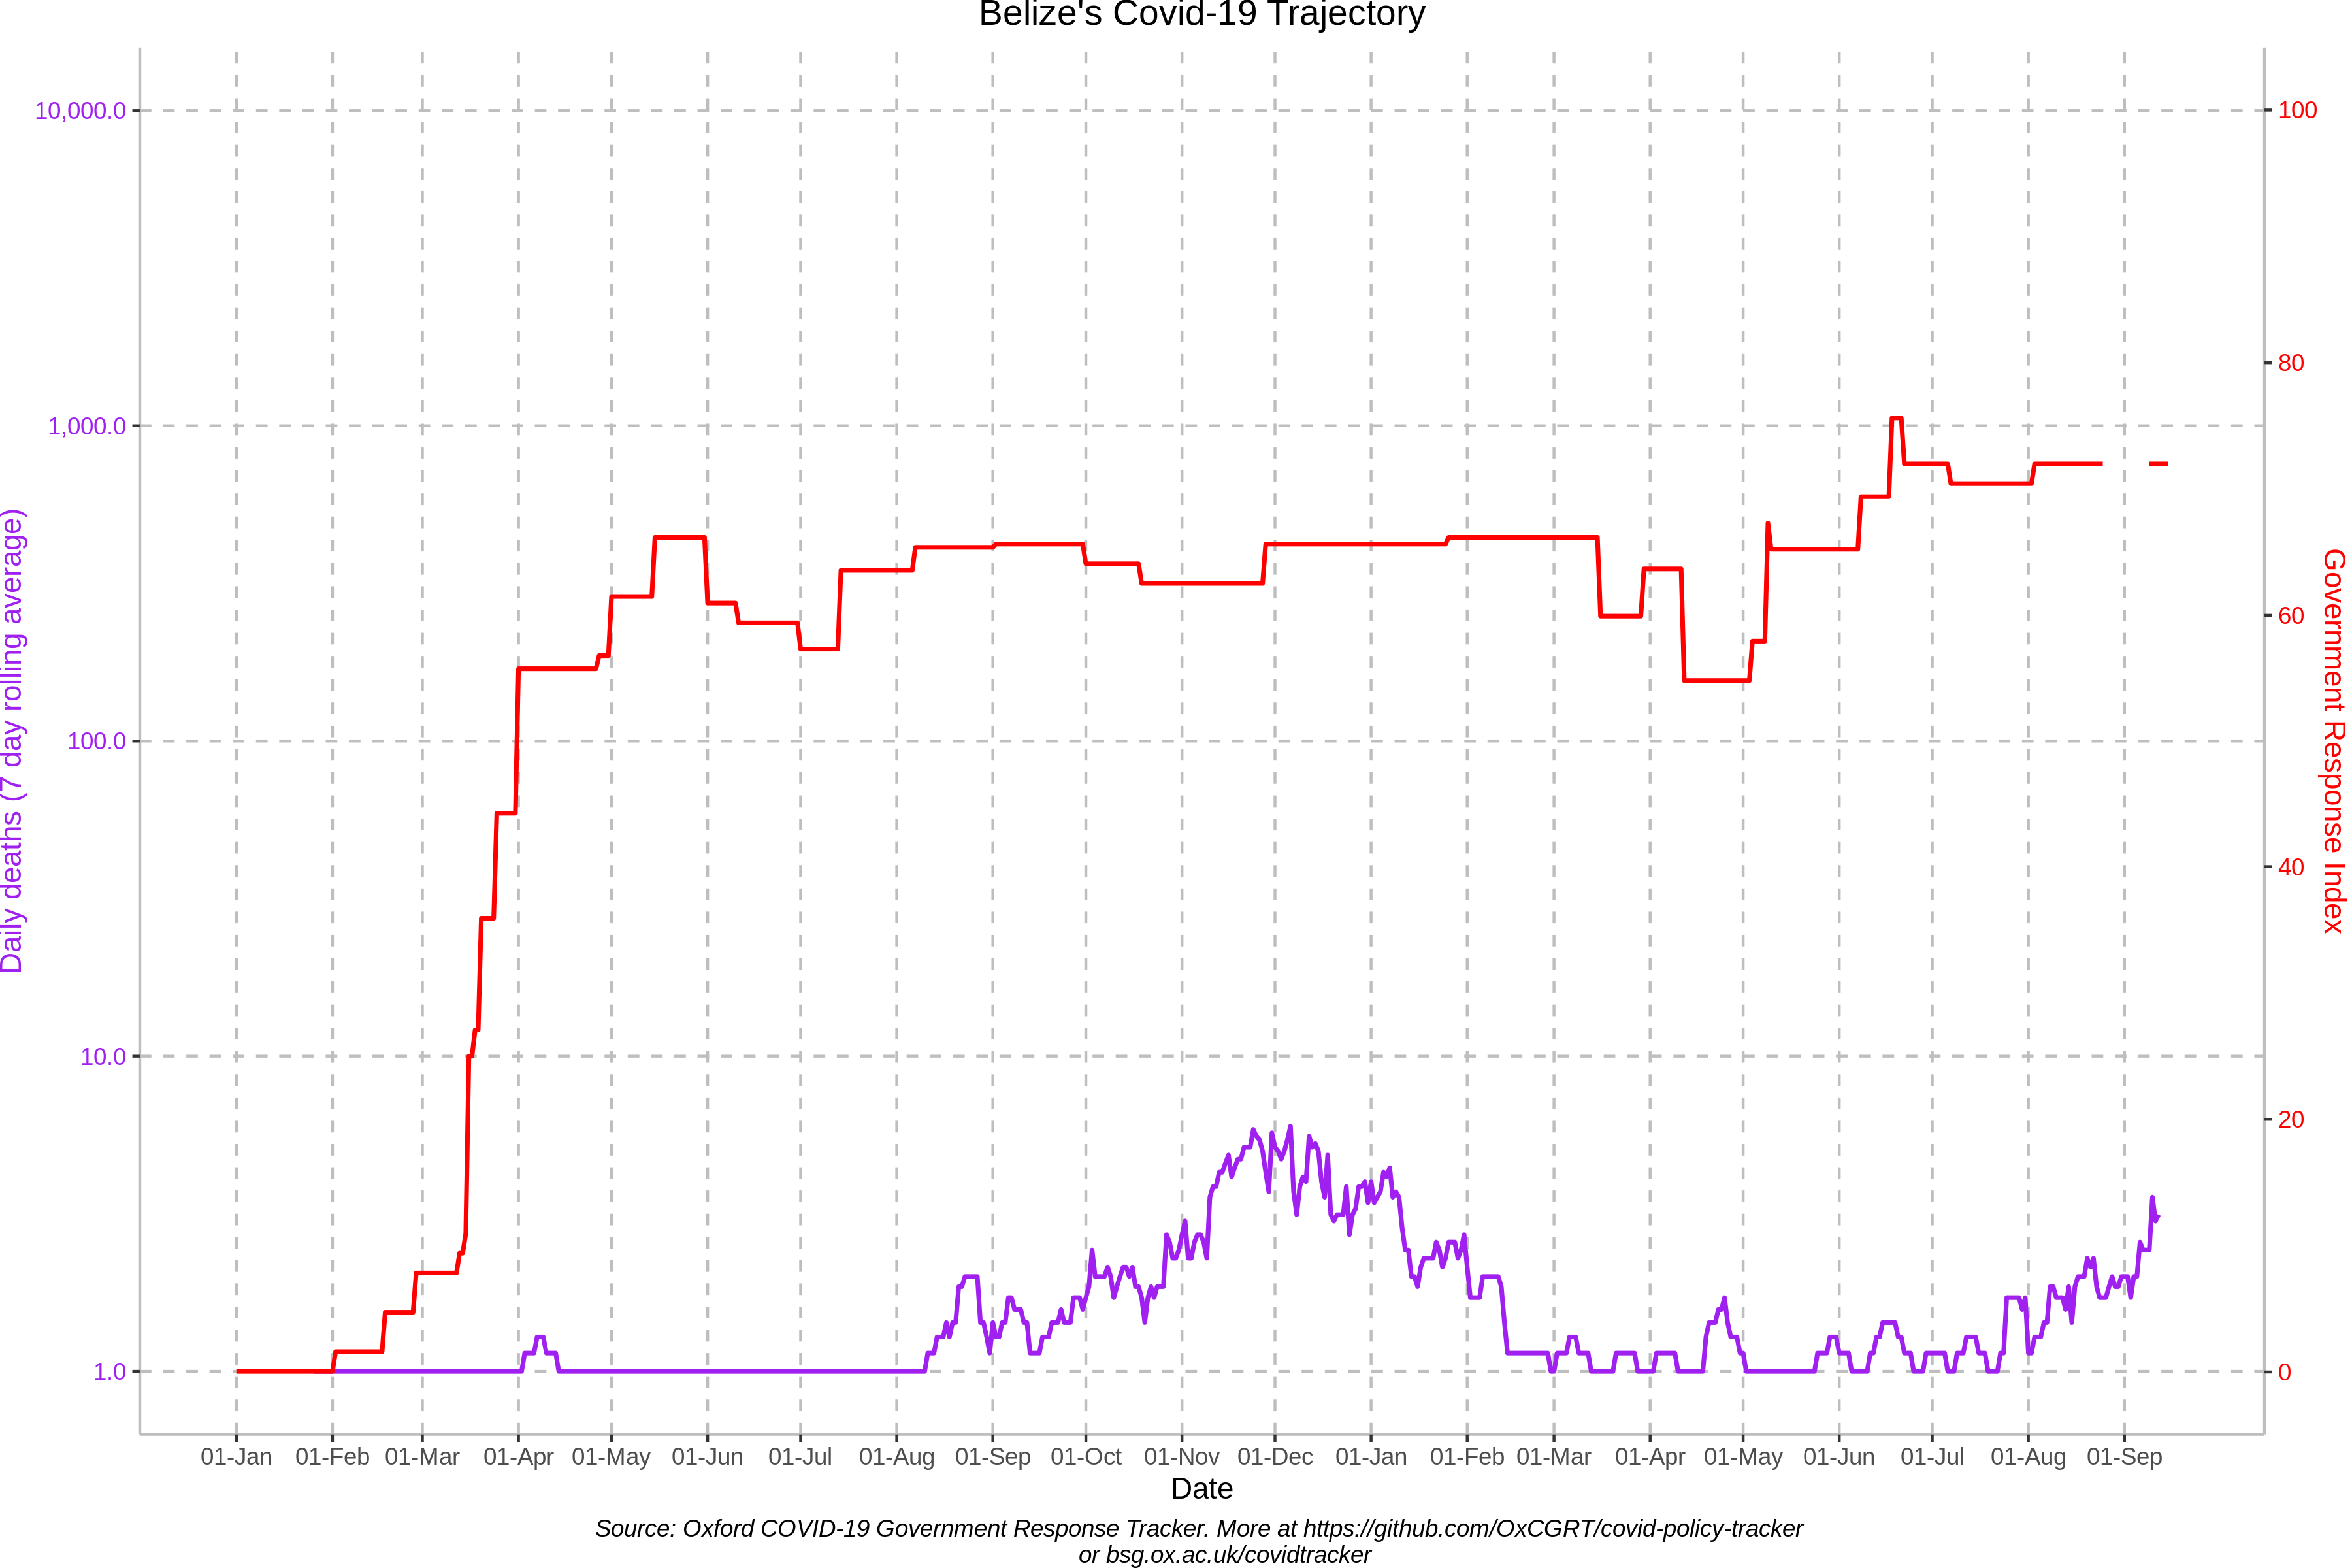 Belize's Covid-19 Trajectory
10,000.0
1,000.0
100.0
10.0
1.0
Daily deaths (7 day rolling average)
100
80
60
40
20
0
Government Response Index
01-Jan 01-Feb 01-Mar 01-Apr 01-May 01-Jun 01-Jul 01-Aug 01-Sep 01-Oct 01-Nov 01-Dec 01-Jan 01-Feb 01-Mar 01-Apr 01-May 01-Jun 01-Jul 01-Aug 01-Sep
Date
Source: Oxford COVID-19 Government Response Tracker. More at https://github.com/OxCGRT/covid-policy-tracker
or bsg.ox.ac.uk/covidtracker